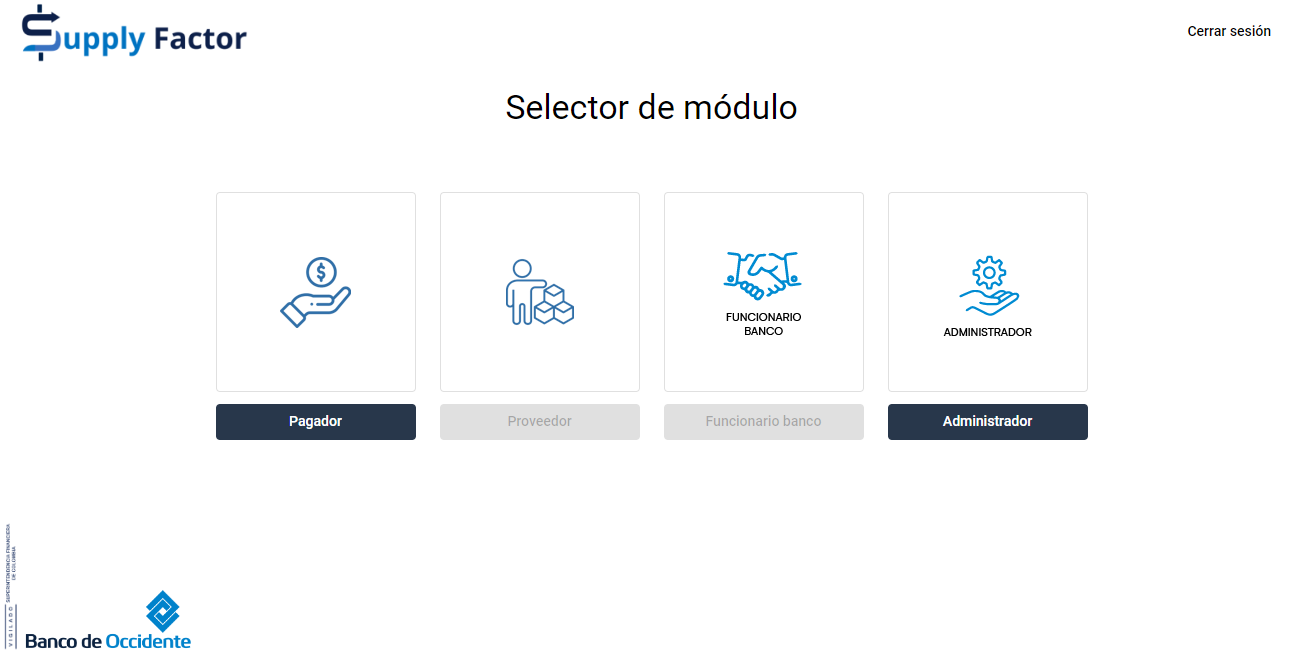 Supply Factor
Cerrar sesión
Selector de módulo
FUNCIONARIO
BANCO
ADMINISTRADOR
Pagador
Proveedor
Funcionario banco
Administrador
VIGILADO SUPERINTENDENCIA FINANCIERA
DE COLOMBIA
Banco de Occidente